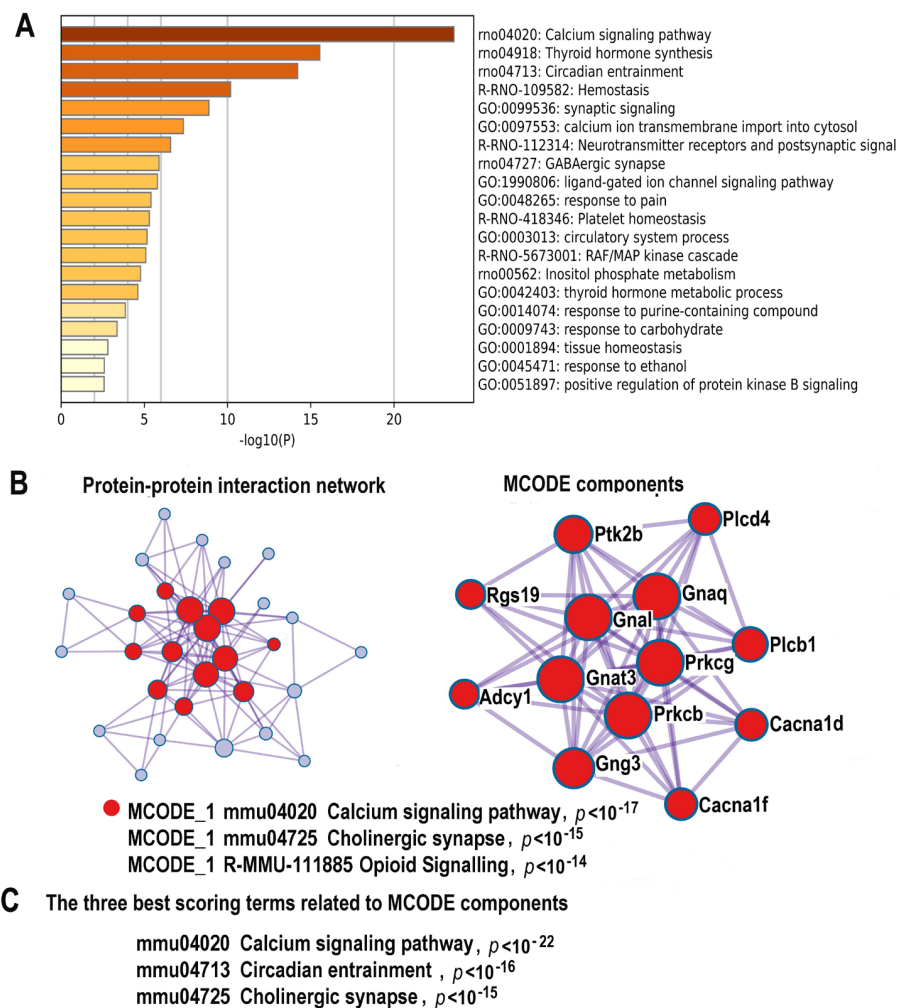 A
rno04020: Calcium signaling pathway
rno04918: Thyroid hormone synthesis
rno04713: Circadian entrainment
R-RNO-109582: Hemostasis
GO:0099536: synaptic signaling
GO:0097553: calcium ion transmembrane import into cytosol
R-RNO-112314: Neurotransmitter receptors and postsynaptic signal
rno04727: GABAergic synapse
GO:1990806: ligand-gated ion channel signaling pathway
GO:0048265: response to pain
R-RNO-418346: Platelet homeostasis
GO:0003013: circulatory system process
R-RNO-5673001: RAF/MAP kinase cascade
rno00562: Inositol phosphate metabolism
GO:0042403: thyroid hormone metabolic process
GO:0014074: response to purine-containing compound
GO:0009743: response to carbohydrate
GO:0001894: tissue homeostasis
GO:0045471: response to ethanol
GO:0051897: positive regulation of protein kinase B signaling
0 5 10 15 20
-log10(P)
B
Protein-protein interaction network
MCODE components
Plcd4
Ptk2b
Rgs19
Gnaq
Gnal
Plcb1
Prkcg
Gnat3
Adcy1
Prkcb
Cacna1d
Gng3
Cacna1f
MCODE_1 mmu04020 Calcium signaling pathway, p<10-17
MCODE_1 mmu04725 Cholinergic synapse, p<10-15
MCODE_1 R-MMU-111885 Opioid Signalling, p<10-14
C The three best scoring terms related to MCODE components
mmu04020 Calcium signaling pathway, p<10-22
mmu04713 Circadian entrainment , p<10-16
mmu04725 Cholinergic synapse, p<10-15